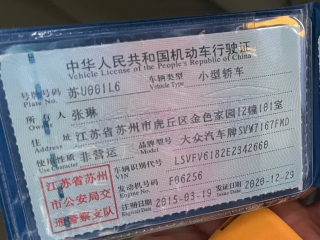 中华人民共和国机动车行驶证
Vehicle License of the People's Republic of China
号牌号码 苏U001L6 车辆类型 小型轿车
Plate No. Vehicle Type
所有人 张琳
Owner
住址 江苏省苏州市虎丘区金色家园12幢101室
Address
使用性质 非营运 品牌型号 大众汽车牌SVW7167FMD
Use Character Model
江苏省苏州市公安局交通警察支队
车辆识别代号 LSVFV6182E2342660
VIN
发动机号码 F06256
Engine No.
注册日期 2015-03-19 发证日期 2020-12-29
Register Date Issue Date